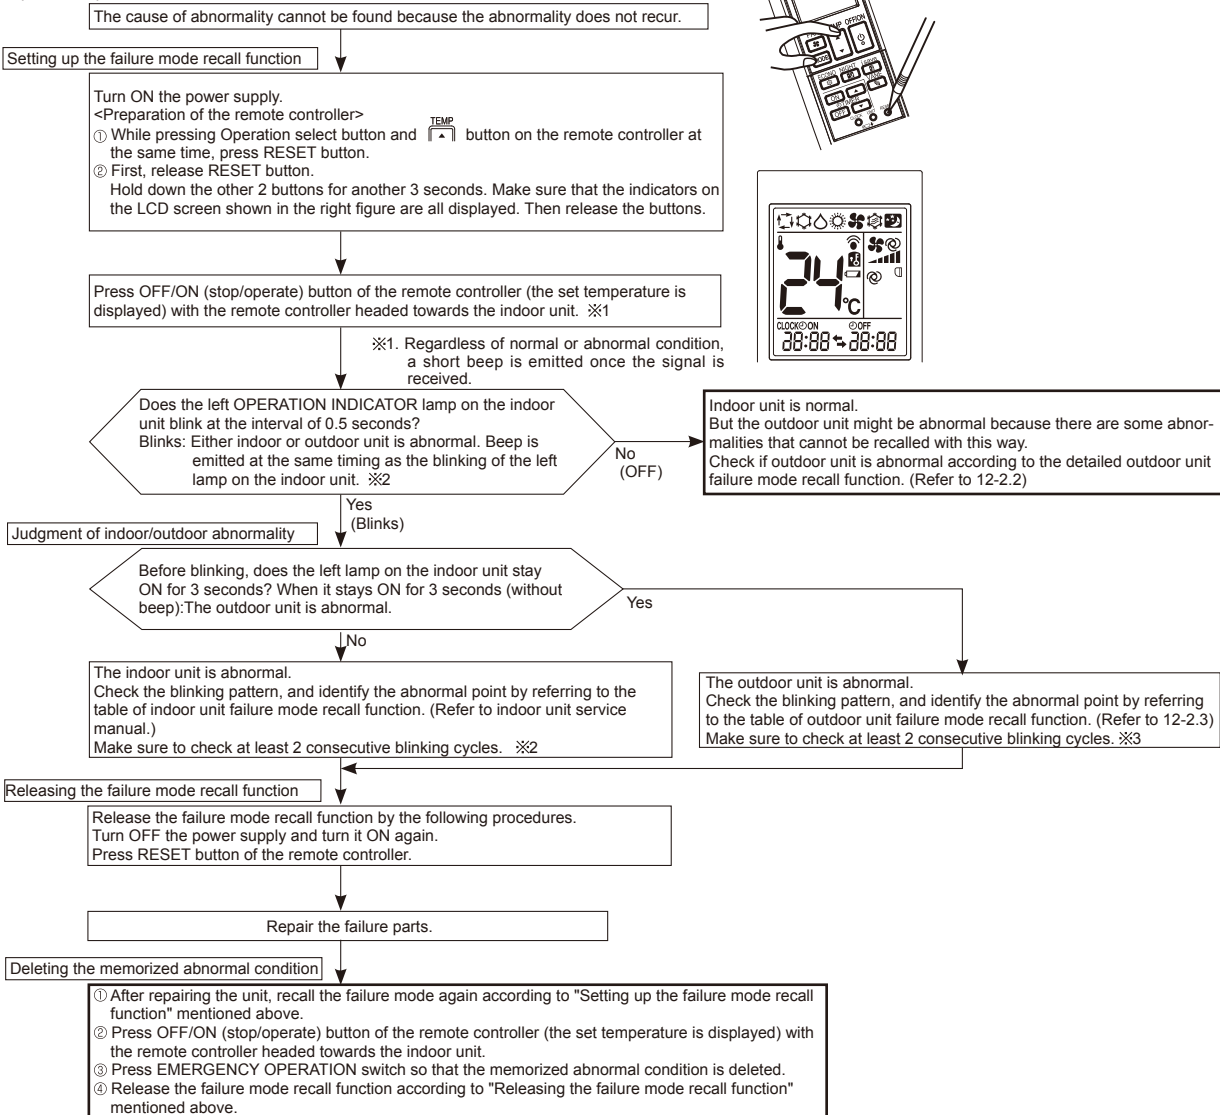 The cause of abnormality cannot be found because the abnormality does not recur.
Setting up the failure mode recall function
Turn ON the power supply.
<Preparation of the remote controller>
① While pressing Operation select button and TEMP button on the remote controller at
the same time, press RESET button.
② First, release RESET button.
Hold down the other 2 buttons for another 3 seconds. Make sure that the indicators on
the LCD screen shown in the right figure are all displayed. Then release the buttons.
OFF/ON
MODE
ECONO NIGHT
ON
TIMER
OFF
24°C
CLOCK ON OFF
88:88 88:88
Press OFF/ON (stop/operate) button of the remote controller (the set temperature is
displayed) with the remote controller headed towards the indoor unit. ※1
※1. Regardless of normal or abnormal condition,
a short beep is emitted once the signal is
received.
Does the left OPERATION INDICATOR lamp on the indoor
unit blink at the interval of 0.5 seconds?
Blinks: Either indoor or outdoor unit is abnormal. Beep is
emitted at the same timing as the blinking of the left
lamp on the indoor unit. ※2
No
(OFF)
Indoor unit is normal.
But the outdoor unit might be abnormal because there are some abnor-
malities that cannot be recalled with this way.
Check if outdoor unit is abnormal according to the detailed outdoor unit
failure mode recall function. (Refer to 12-2.2)
Yes
(Blinks)
Judgment of indoor/outdoor abnormality
Before blinking, does the left lamp on the indoor unit stay
ON for 3 seconds? When it stays ON for 3 seconds (without
beep):The outdoor unit is abnormal.
Yes
No
The indoor unit is abnormal.
Check the blinking pattern, and identify the abnormal point by referring to the
table of indoor unit failure mode recall function. (Refer to indoor unit service
manual.)
Make sure to check at least 2 consecutive blinking cycles. ※2
The outdoor unit is abnormal.
Check the blinking pattern, and identify the abnormal point by referring
to the table of outdoor unit failure mode recall function. (Refer to 12-2.3)
Make sure to check at least 2 consecutive blinking cycles. ※3
Releasing the failure mode recall function
Release the failure mode recall function by the following procedures.
Turn OFF the power supply and turn it ON again.
Press RESET button of the remote controller.
Repair the failure parts.
Deleting the memorized abnormal condition
① After repairing the unit, recall the failure mode again according to "Setting up the failure mode recall
function" mentioned above.
② Press OFF/ON (stop/operate) button of the remote controller (the set temperature is displayed) with
the remote controller headed towards the indoor unit.
③ Press EMERGENCY OPERATION switch so that the memorized abnormal condition is deleted.
④ Release the failure mode recall function according to "Releasing the failure mode recall function"
mentioned above.